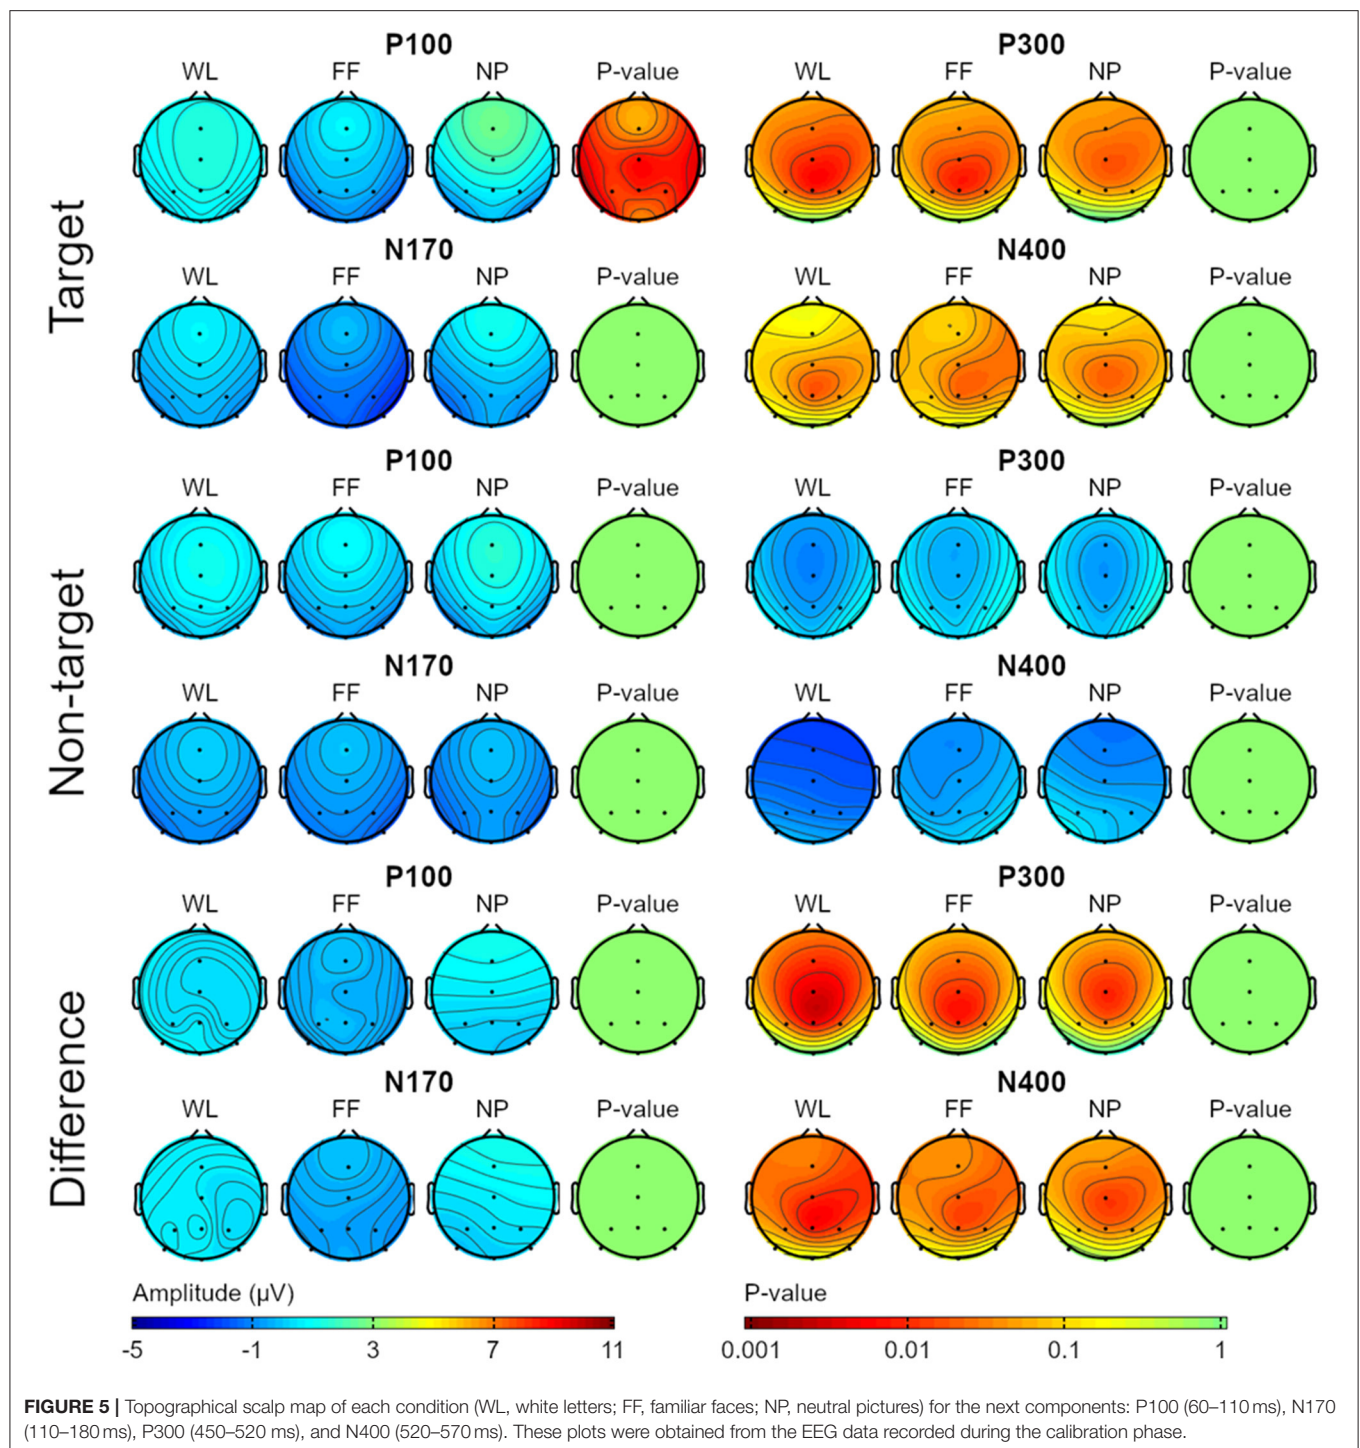 P100 P300
WL FF NP P-value WL FF NP P-value
Target
N170 N400
WL FF NP P-value WL FF NP P-value
P100 P300
WL FF NP P-value WL FF NP P-value
Non-target
N170 N400
WL FF NP P-value WL FF NP P-value
P100 P300
WL FF NP P-value WL FF NP P-value
Difference
N170 N400
WL FF NP P-value WL FF NP P-value
Amplitude (µV) P-value
-5 -1 3 7 11 0.001 0.01 0.1 1
FIGURE 5 | Topographical scalp map of each condition (WL, white letters; FF, familiar faces; NP, neutral pictures) for the next components: P100 (60–110 ms), N170
(110–180 ms), P300 (450–520 ms), and N400 (520–570 ms). These plots were obtained from the EEG data recorded during the calibration phase.